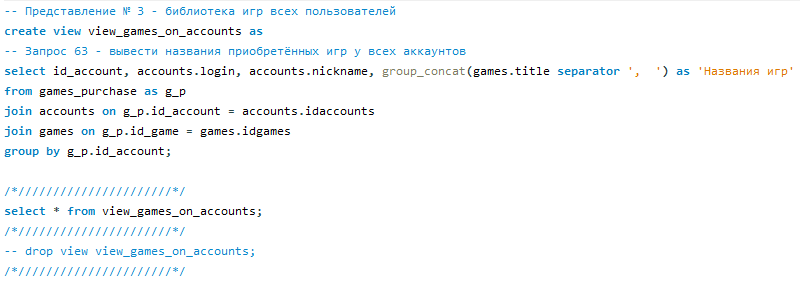 -- Представление № 3 - библиотека игр всех пользователей
create view view_games_on_accounts as
-- Запрос 63 - вывести названия приобретённых игр у всех аккаунтов
select id_account, accounts.login, accounts.nickname, group_concat(games.title separator ',  ') as 'Названия игр'
from games_purchase as g_p
join accounts on g_p.id_account = accounts.idaccounts
join games on g_p.id_game = games.idgames
group by g_p.id_account;
/*//////////////////////*/
select * from view_games_on_accounts;
/*//////////////////////*/
-- drop view view_games_on_accounts;
/*//////////////////////*/